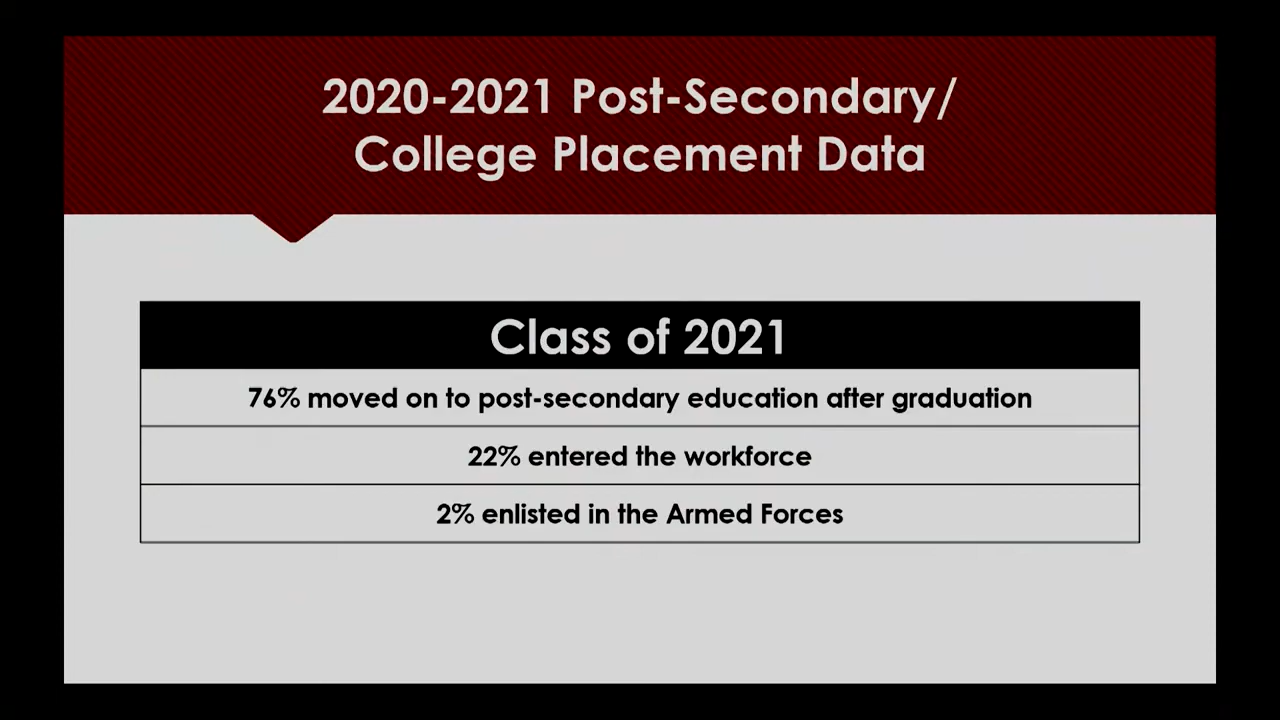 2020-2021 Post-Secondary/
College Placement Data
Class of 2021
76% moved on to post-secondary education after graduation
22% entered the workforce
2% enlisted in the Armed Forces